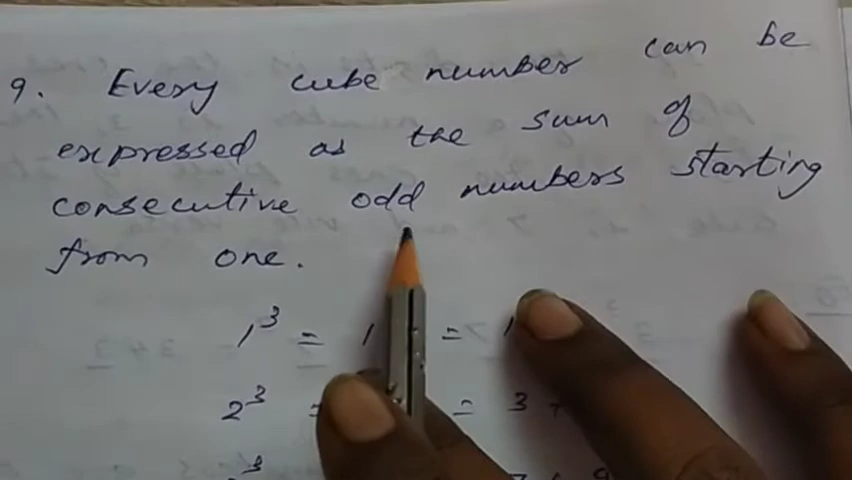 9. Every cube number can be
expressed as the sum of
consecutive odd numbers starting
from one.
1³ = 1 =
2³ = = 3 +